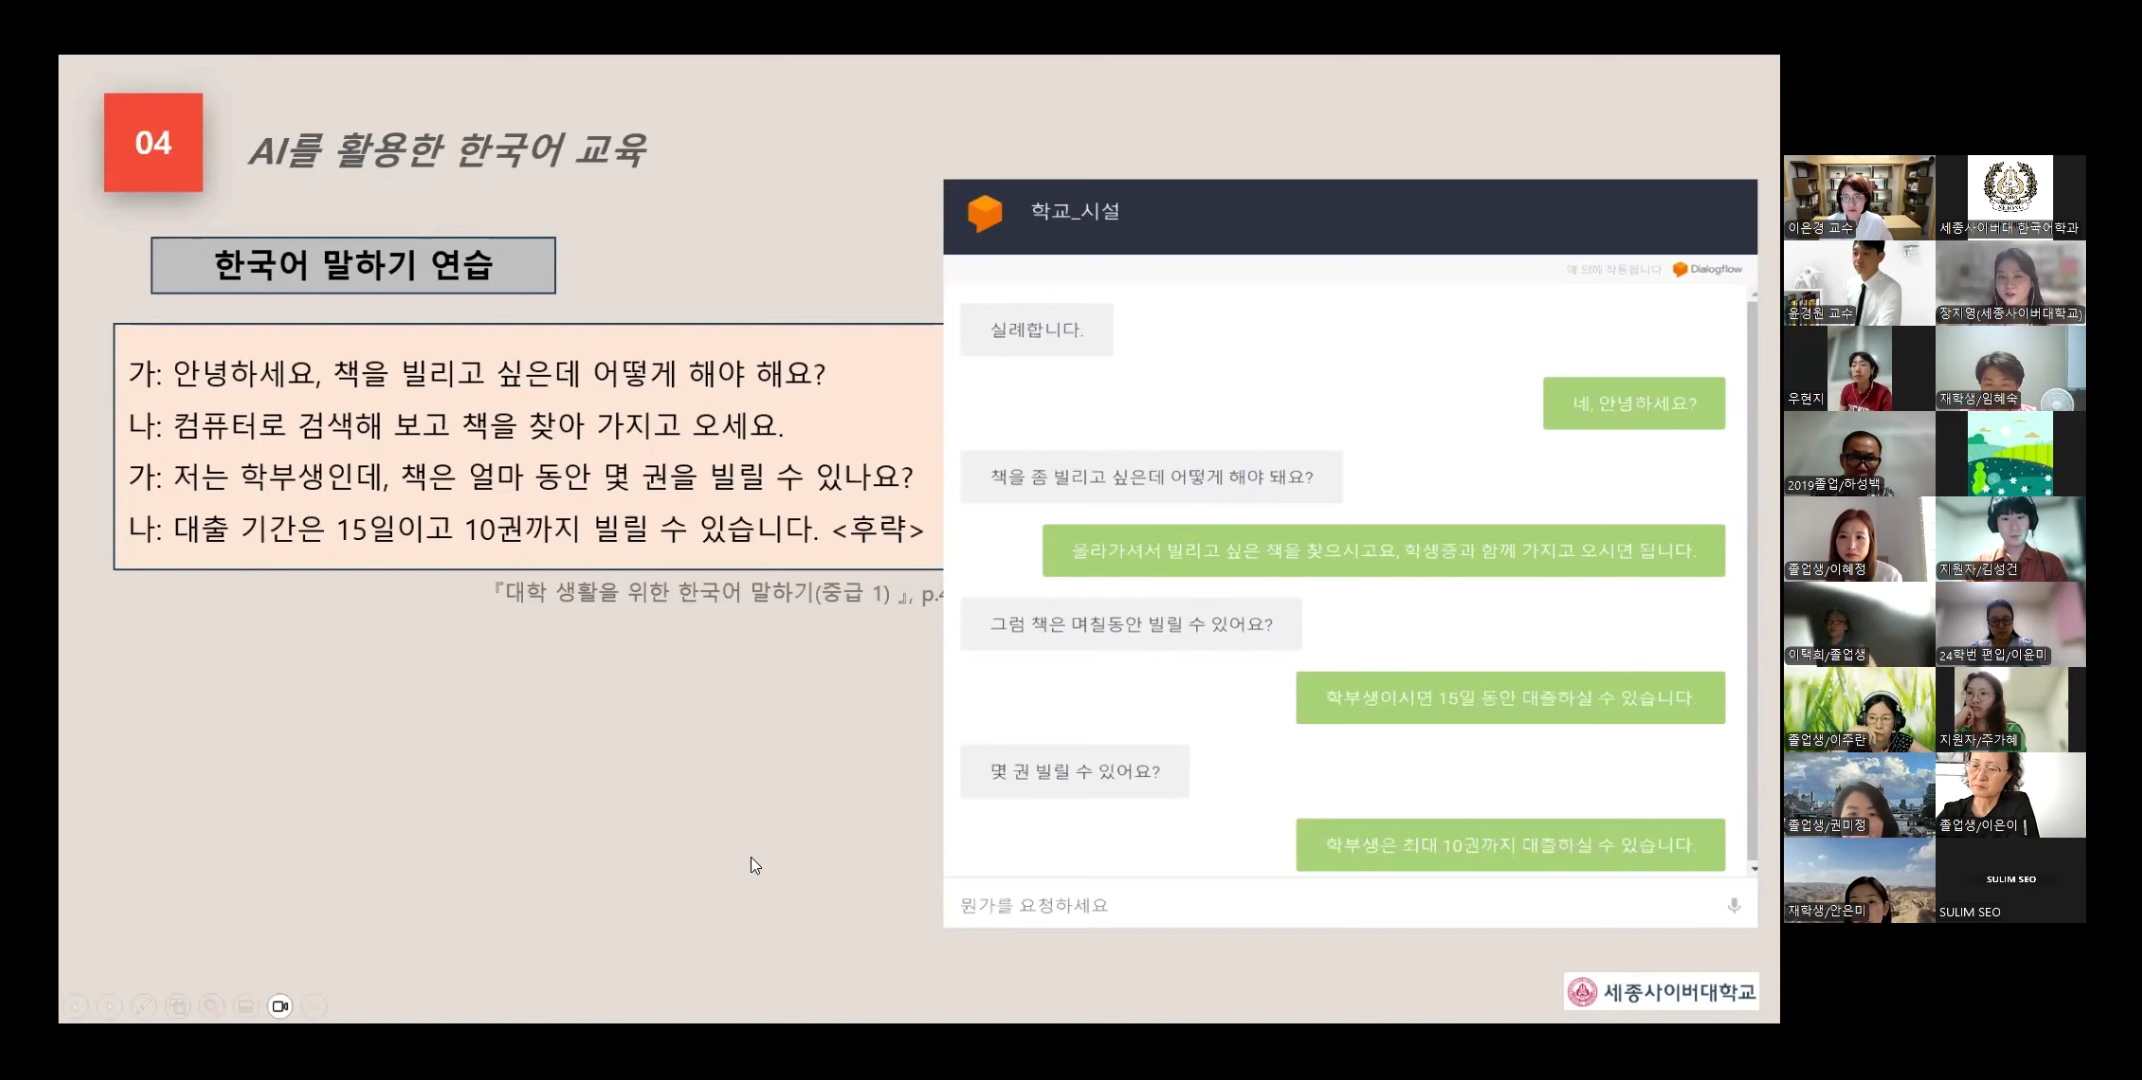 04
AI를 활용한 한국어 교육
한국어 말하기 연습
가: 안녕하세요, 책을 빌리고 싶은데 어떻게 해야 해요?
나: 컴퓨터로 검색해 보고 책을 찾아 가지고 오세요.
가: 저는 학부생인데, 책은 얼마 동안 몇 권을 빌릴 수 있나요?
나: 대출 기간은 15일이고 10권까지 빌릴 수 있습니다. <후략>
『대학 생활을 위한 한국어 말하기(중급 1) 』, p.4
학교_시설
에 의해 작동됩니다 Dialogflow
실례합니다.
네, 안녕하세요?
책을 좀 빌리고 싶은데 어떻게 해야 돼요?
올라가셔서 빌리고 싶은 책을 찾으시고요, 학생증과 함께 가지고 오시면 됩니다.
그럼 책은 며칠동안 빌릴 수 있어요?
학부생이시면 15일 동안 대출하실 수 있습니다.
몇 권 빌릴 수 있어요?
학부생은 최대 10권까지 대출하실 수 있습니다.
뭔가를 요청하세요
세종사이버대학교
이은경 교수
세종사이버대 한국어학과
윤경원 교수
장지영(세종사이버대학교)
우현지
재학생/임혜숙
2019졸업/하성백
졸업생/이혜정
지원자/김성건
이택희/졸업생
24학번 편입/이윤미
졸업생/이주란
지원자/주가혜
졸업생/권미정
졸업생/이은이
재학생/안은미
SULIM SEO
SULIM SEO